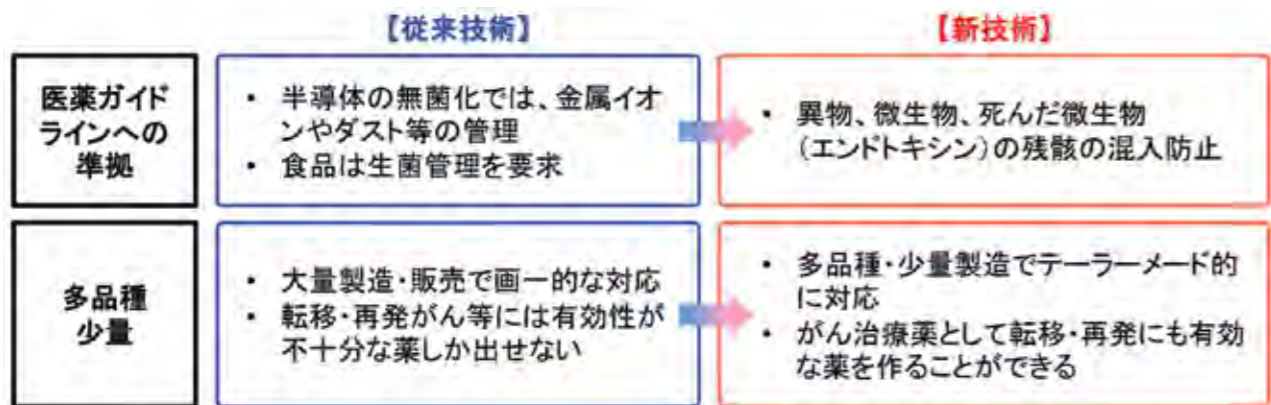 【従来技術】
【新技術】
医薬ガイド
ラインへの
準拠
・ 半導体の無菌化では、金属イオ
ンやダスト等の管理
・ 食品は生菌管理を要求
・ 異物、微生物、死んだ微生物
（エンドトキシン）の残骸の混入防止
多品種
少量
・ 大量製造・販売で画一的な対応
・ 転移・再発がん等には有効性が
不十分な薬しか出せない
・ 多品種・少量製造でテーラーメード的
に対応
・ がん治療薬として転移・再発にも有効
な薬を作ることができる